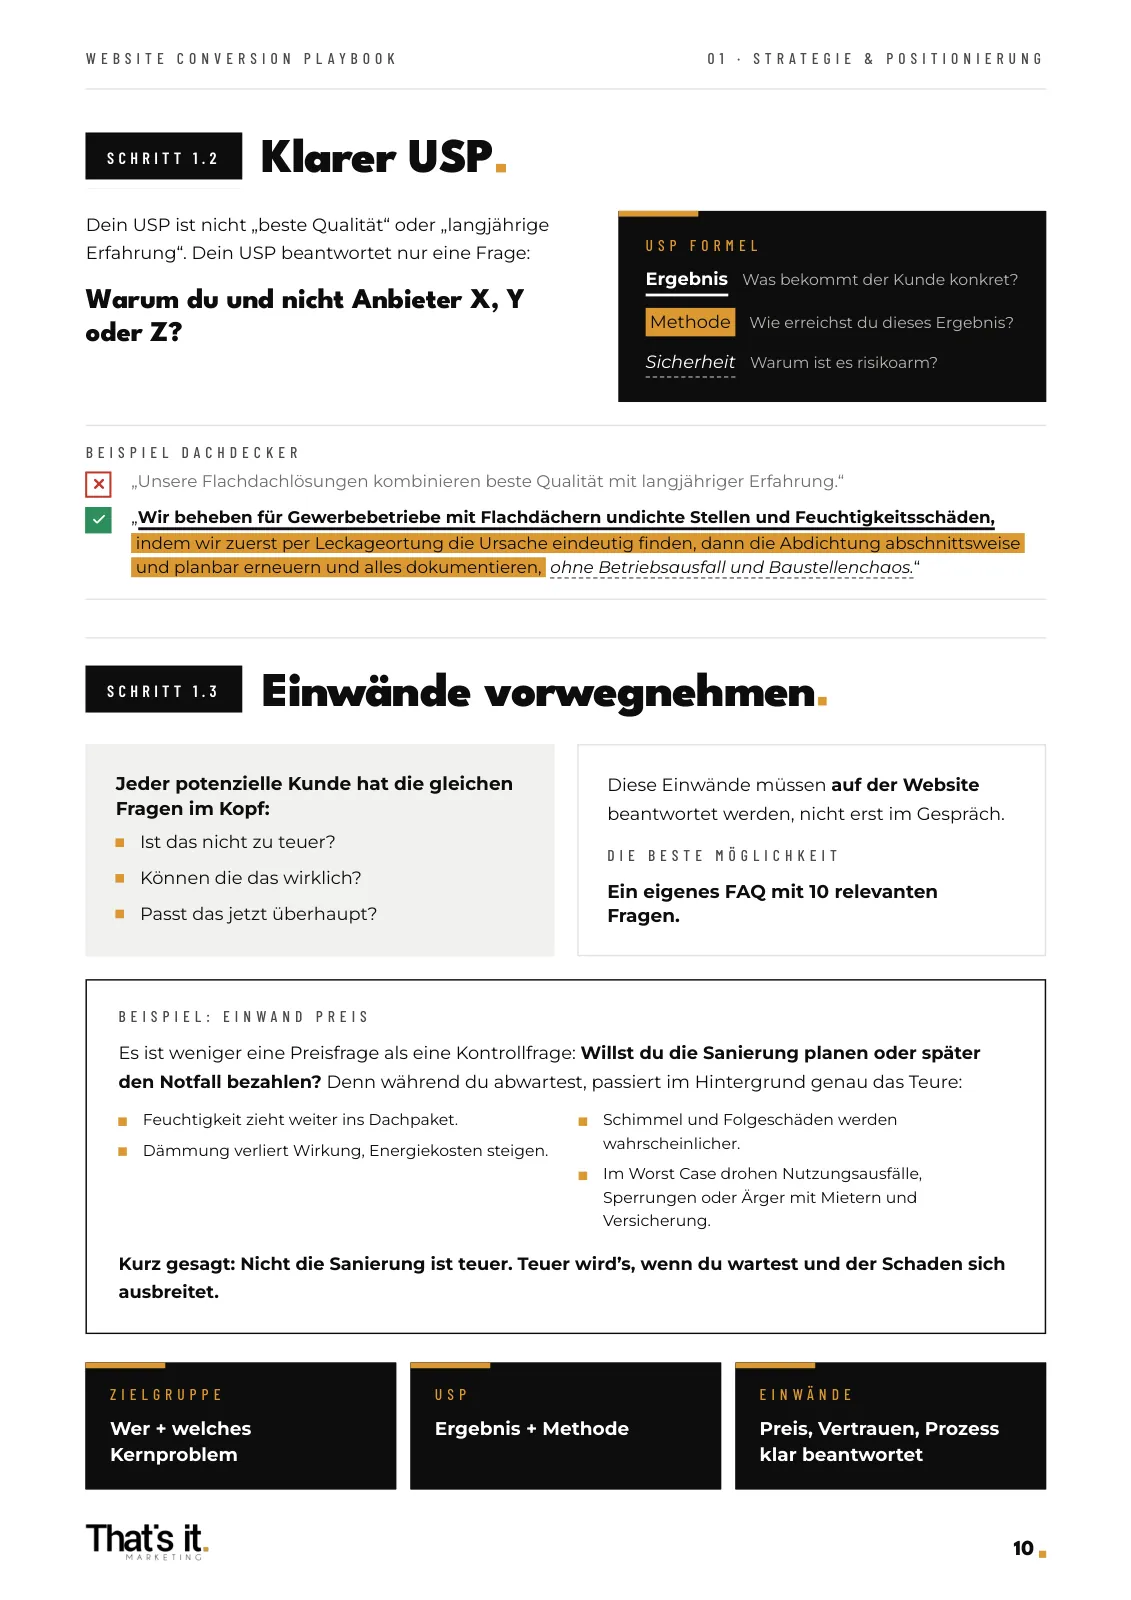 WEBSITE CONVERSION PLAYBOOK
01 · STRATEGIE & POSITIONIERUNG
SCHRITT 1.2
Klarer USP.
Dein USP ist nicht „beste Qualität“ oder „langjährige
Erfahrung“. Dein USP beantwortet nur eine Frage:
Warum du und nicht Anbieter X, Y
oder Z?
USP FORMEL
Ergebnis Was bekommt der Kunde konkret?
Methode Wie erreichst du dieses Ergebnis?
Sicherheit Warum ist es risikoarm?
BEISPIEL DACHDECKER
„Unsere Flachdachlösungen kombinieren beste Qualität mit langjähriger Erfahrung.“
„Wir beheben für Gewerbebetriebe mit Flachdächern undichte Stellen und Feuchtigkeitsschäden,
indem wir zuerst per Leckageortung die Ursache eindeutig finden, dann die Abdichtung abschnittsweise
und planbar erneuern und alles dokumentieren, ohne Betriebsausfall und Baustellenchaos.“
SCHRITT 1.3
Einwände vorwegnehmen.
Jeder potenzielle Kunde hat die gleichen
Fragen im Kopf:
Ist das nicht zu teuer?
Können die das wirklich?
Passt das jetzt überhaupt?
Diese Einwände müssen auf der Website
beantwortet werden, nicht erst im Gespräch.
DIE BESTE MÖGLICHKEIT
Ein eigenes FAQ mit 10 relevanten
Fragen.
BEISPIEL: EINWAND PREIS
Es ist weniger eine Preisfrage als eine Kontrollfrage: Willst du die Sanierung planen oder später
den Notfall bezahlen? Denn während du abwartest, passiert im Hintergrund genau das Teure:
Feuchtigkeit zieht weiter ins Dachpaket.
Dämmung verliert Wirkung, Energiekosten steigen.
Schimmel und Folgeschäden werden
wahrscheinlicher.
Im Worst Case drohen Nutzungsausfälle,
Sperrungen oder Ärger mit Mietern und
Versicherung.
Kurz gesagt: Nicht die Sanierung ist teuer. Teuer wird’s, wenn du wartest und der Schaden sich
ausbreitet.
ZIELGRUPPE
Wer + welches
Kernproblem
USP
Ergebnis + Methode
EINWÄNDE
Preis, Vertrauen, Prozess
klar beantwortet
That's it.
MARKETING
10